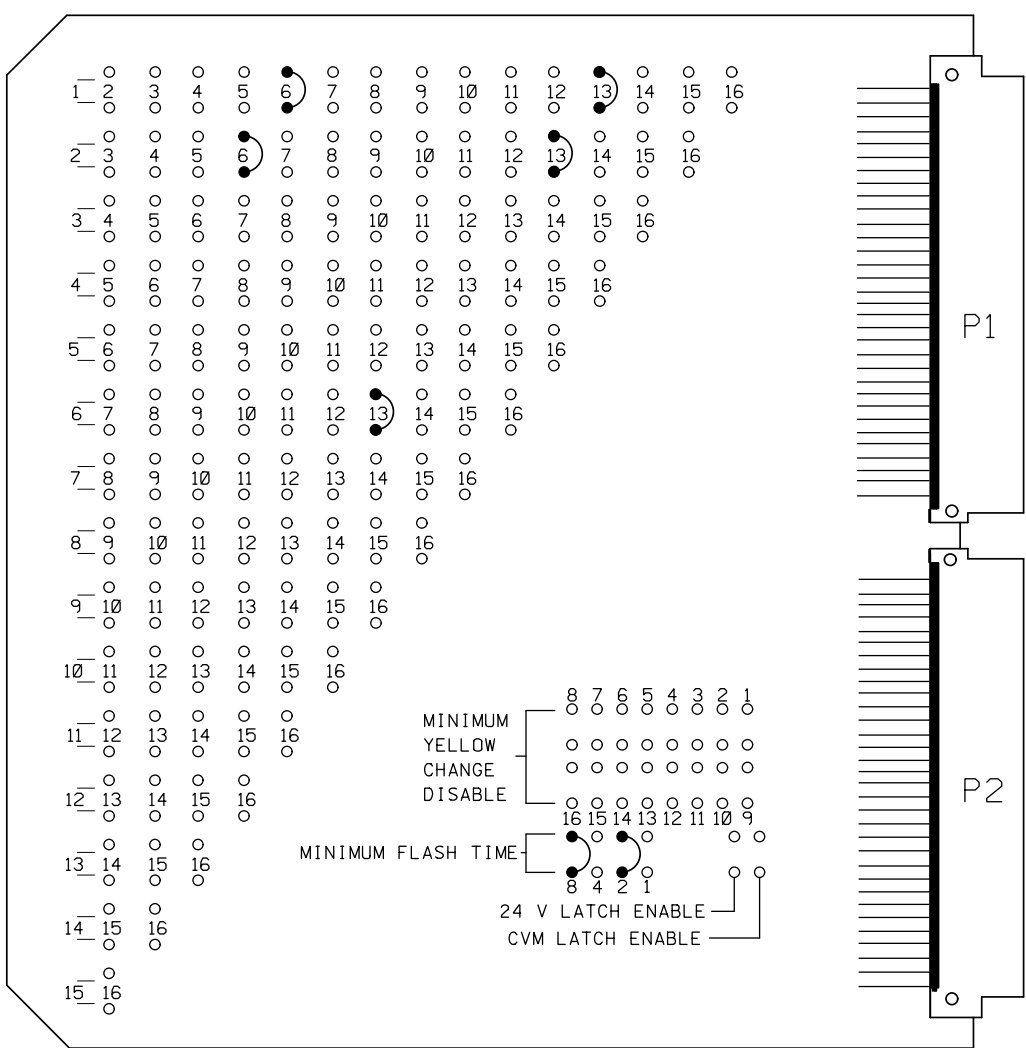 1 2 3 4 5 6 7 8 9 10 11 12 13 14 15 16
2 3 4 5 6 7 8 9 10 11 12 13 14 15 16
3 4 5 6 7 8 9 10 11 12 13 14 15 16
4 5 6 7 8 9 10 11 12 13 14 15 16
5 6 7 8 9 10 11 12 13 14 15 16
6 7 8 9 10 11 12 13 14 15 16
7 8 9 10 11 12 13 14 15 16
8 9 10 11 12 13 14 15 16
9 10 11 12 13 14 15 16
10 11 12 13 14 15 16
11 12 13 14 15 16
12 13 14 15 16
13 14 15 16
14 15 16
15 16
P1
P2
8 7 6 5 4 3 2 1
MINIMUM
YELLOW
CHANGE
DISABLE
16 15 14 13 12 11 10 9
MINIMUM FLASH TIME
8 4 2 1
24 V LATCH ENABLE
CVM LATCH ENABLE